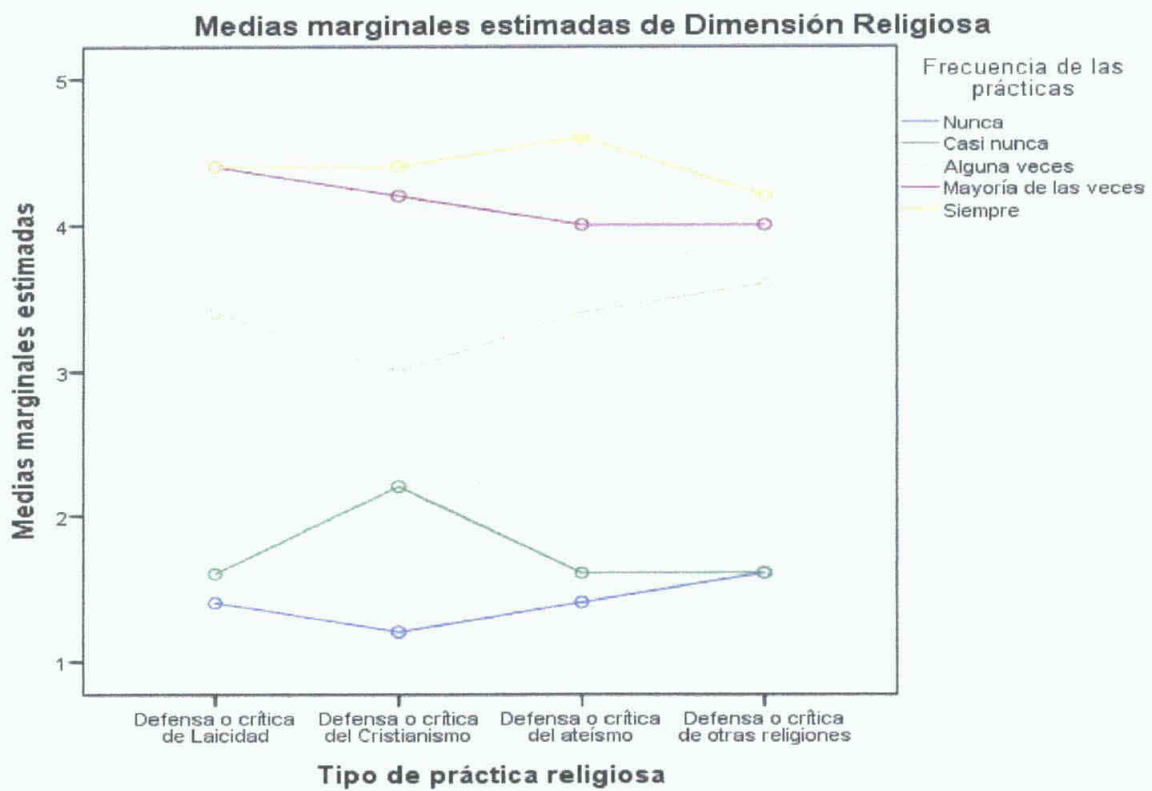 Medias marginales estimadas de Dimensión Religiosa
Frecuencia de las
prácticas
Nunca
Casi nunca
Alguna veces
Mayoría de las veces
Siempre
Medias marginales estimadas
5
4
3
2
1
Defensa o crítica
de Laicidad
Defensa o crítica
del Cristianismo
Defensa o crítica
del ateísmo
Defensa o crítica
de otras religiones
Tipo de práctica religiosa